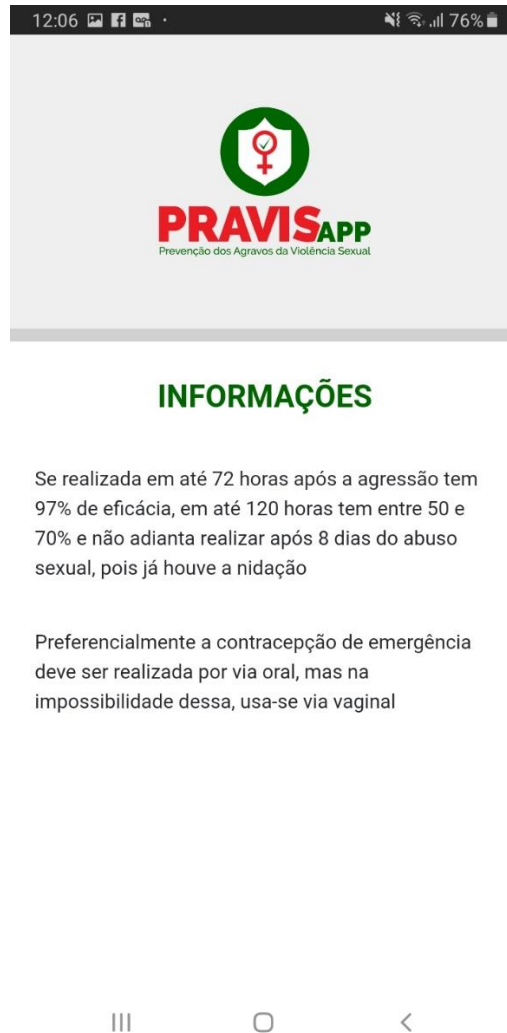 12:06
76%
PRAVISAPP
Prevenção dos Agravos da Violência Sexual
INFORMAÇÕES
Se realizada em até 72 horas após a agressão tem
97% de eficácia, em até 120 horas tem entre 50 e
70% e não adianta realizar após 8 dias do abuso
sexual, pois já houve a nidação
Preferencialmente a contracepção de emergência
deve ser realizada por via oral, mas na
impossibilidade dessa, usa-se via vaginal